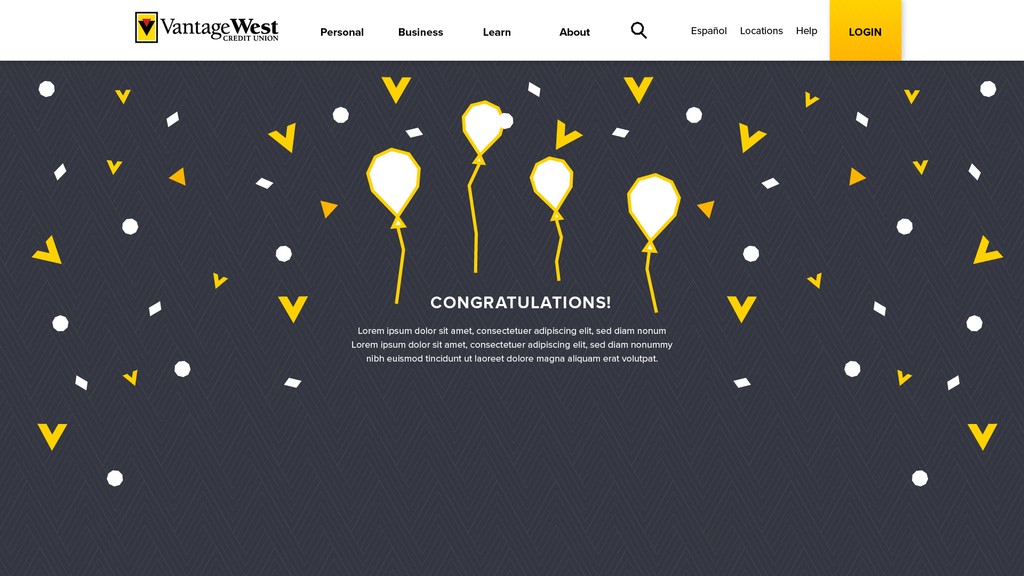 VantageWest
CREDIT UNION
Personal
Business
Learn
About
Español
Locations
Help
LOGIN
CONGRATULATIONS!
Lorem ipsum dolor sit amet, consectetuer adipiscing elit, sed diam nonum
Lorem ipsum dolor sit amet, consectetuer adipiscing elit, sed diam nonummy
nibh euismod tincidunt ut laoreet dolore magna aliquam erat volutpat.